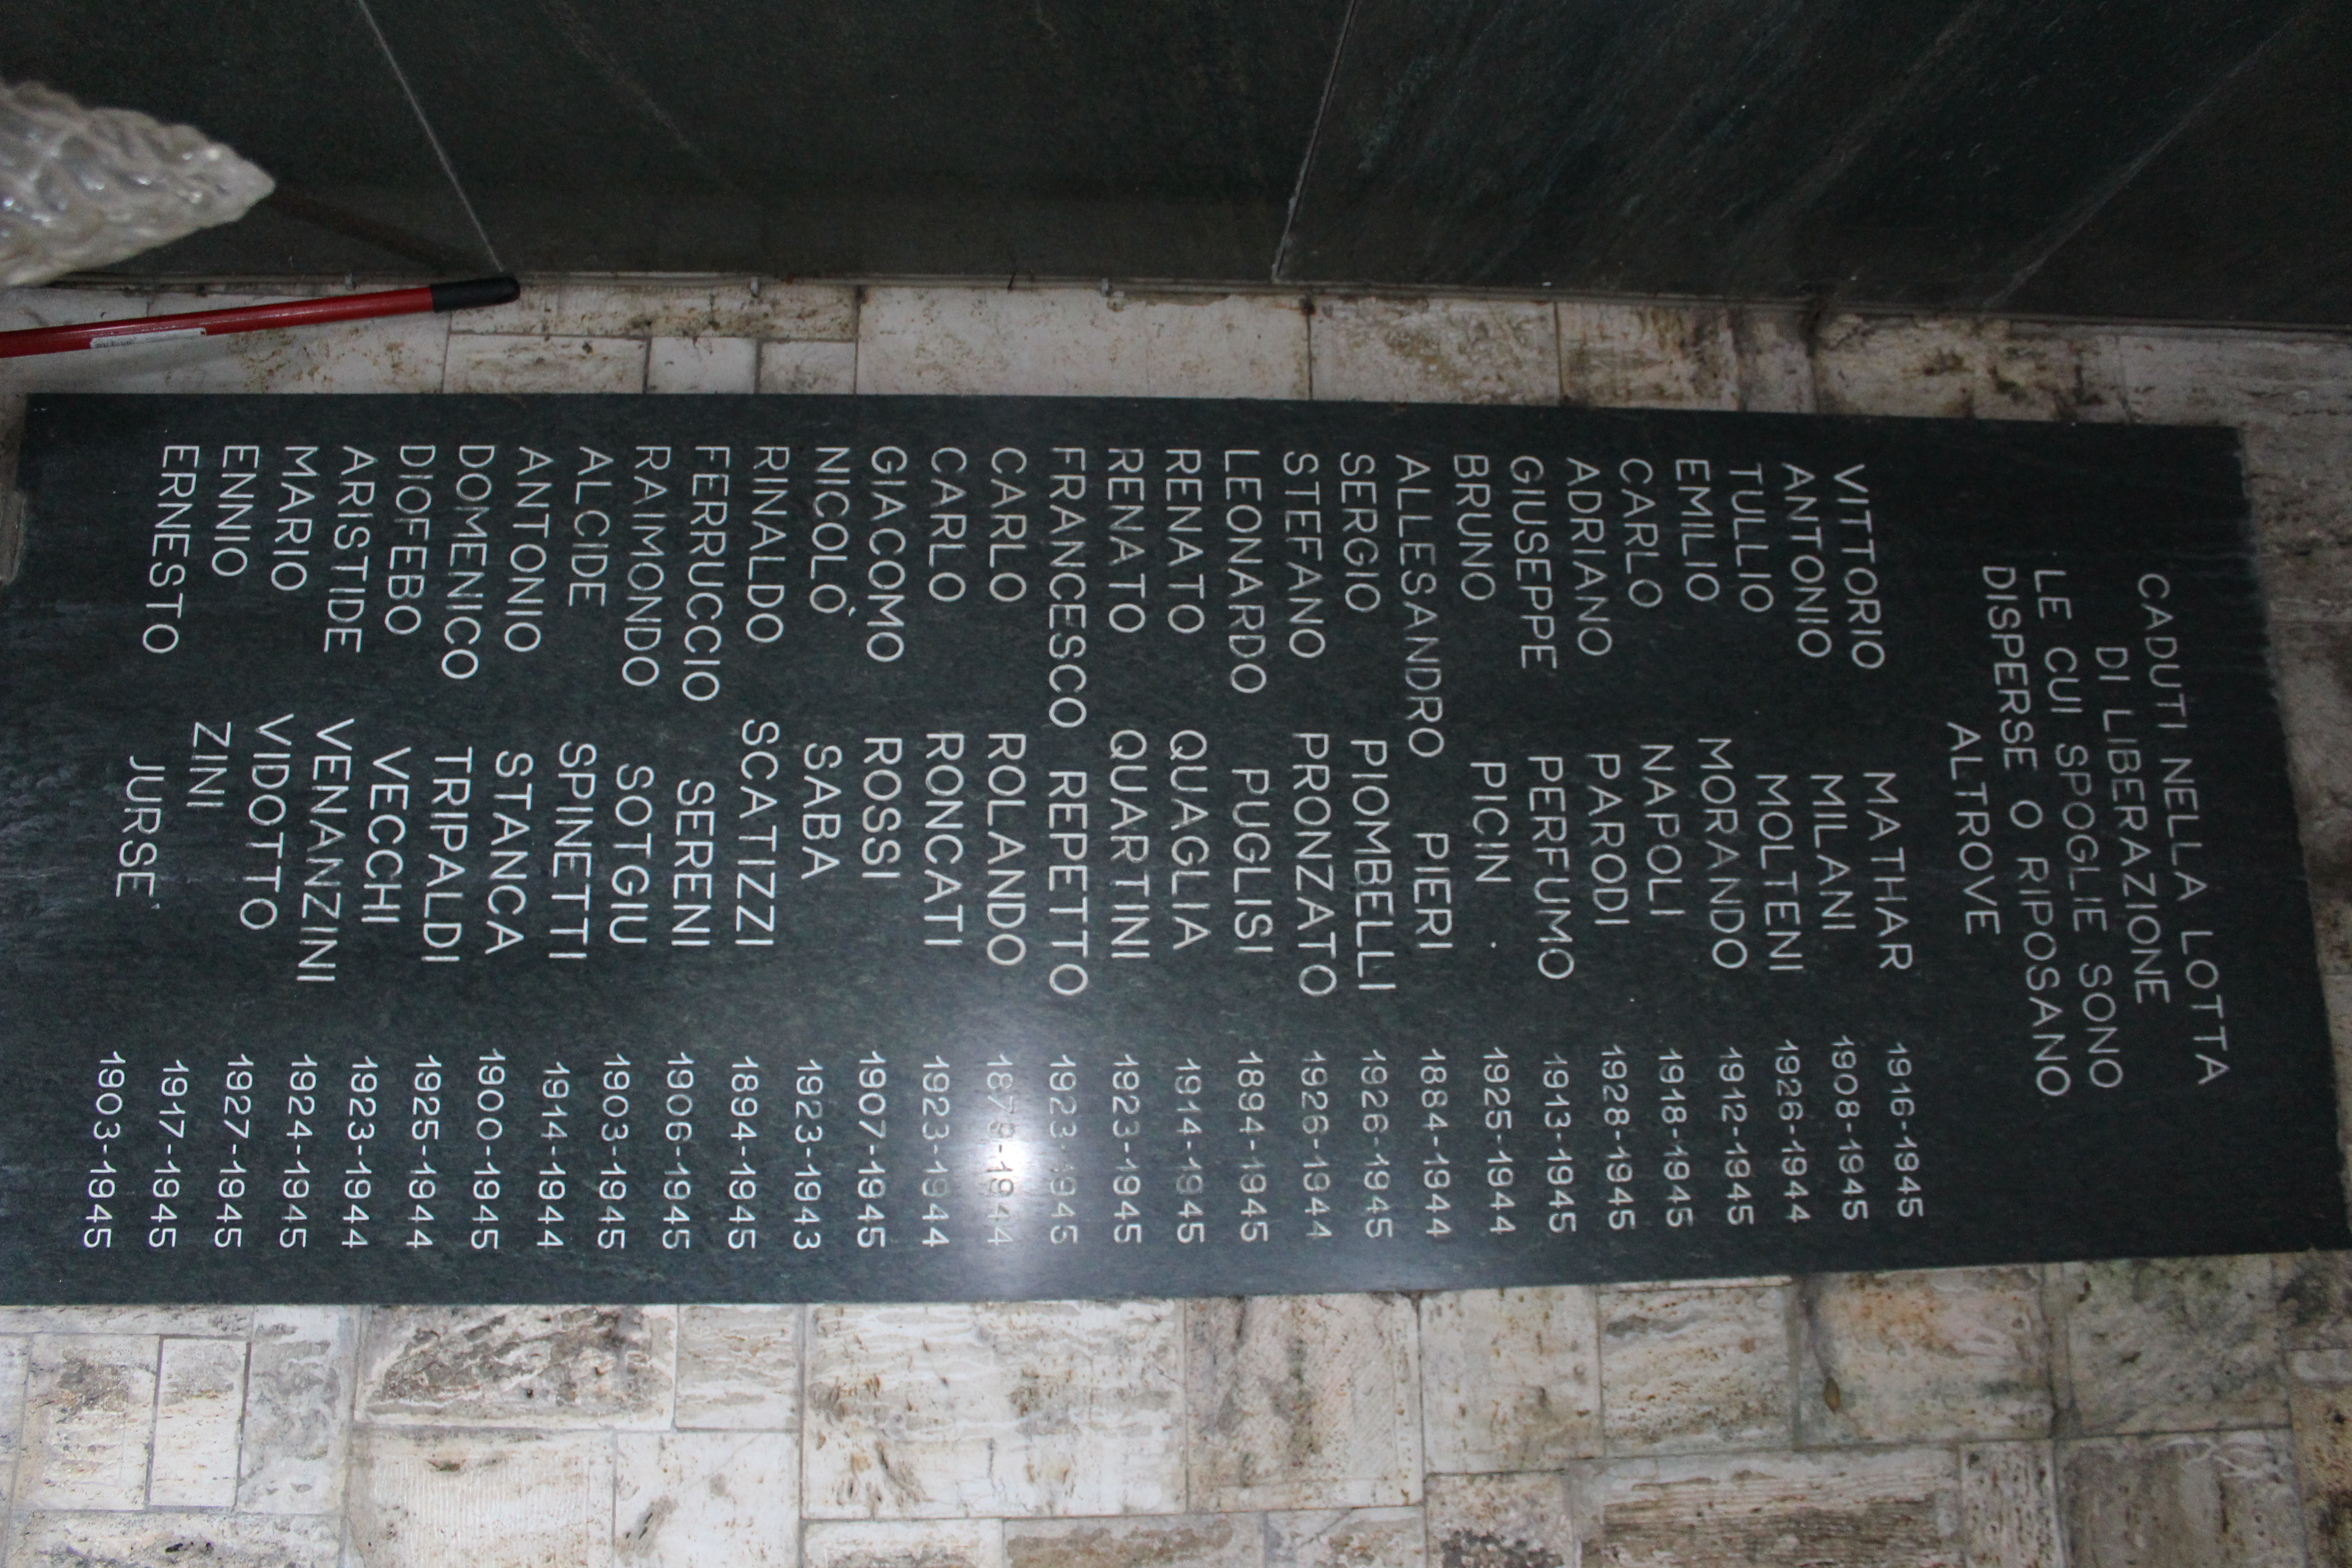 CADUTI NELLA LOTTA
DI LIBERAZIONE
LE CUI SPOGLIE SONO
DISPERSE O RIPOSANO
ALTROVE
VITTORIO MATHAR 1916-1945
ANTONIO MILANI 1908-1945
TULLIO MOLTENI 1926-1944
EMILIO MORANDO 1912-1945
CARLO NAPOLI 1918-1945
ADRIANO PARODI 1928-1945
GIUSEPPE PERFUMO 1913-1945
BRUNO PICIN 1925-1944
ALLESANDRO PIERI 1884-1944
SERGIO PIOMBELLI 1926-1945
STEFANO PRONZATO 1926-1944
LEONARDO PUGLISI 1894-1945
RENATO QUAGLIA 1914-1945
RENATO QUARTINI 1923-1945
FRANCESCO REPETTO 1923-1945
CARLO ROLANDO 1879-1944
CARLO RONCATI 1923-1944
GIACOMO ROSSI 1907-1945
NICOLÒ SABA 1923-1943
RINALDO SCATIZZI 1894-1945
FERRUCCIO SERENI 1906-1945
RAIMONDO SOTGIU 1903-1945
ALCIDE SPINETTI 1914-1944
ANTONIO STANCA 1900-1945
DOMENICO TRIPALDI 1925-1944
DIOFEBO VECCHI 1923-1944
ARISTIDE VENANZINI 1924-1945
MARIO VIDOTTO 1927-1945
ENNIO ZINI 1917-1945
ERNESTO JURSE' 1903-1945